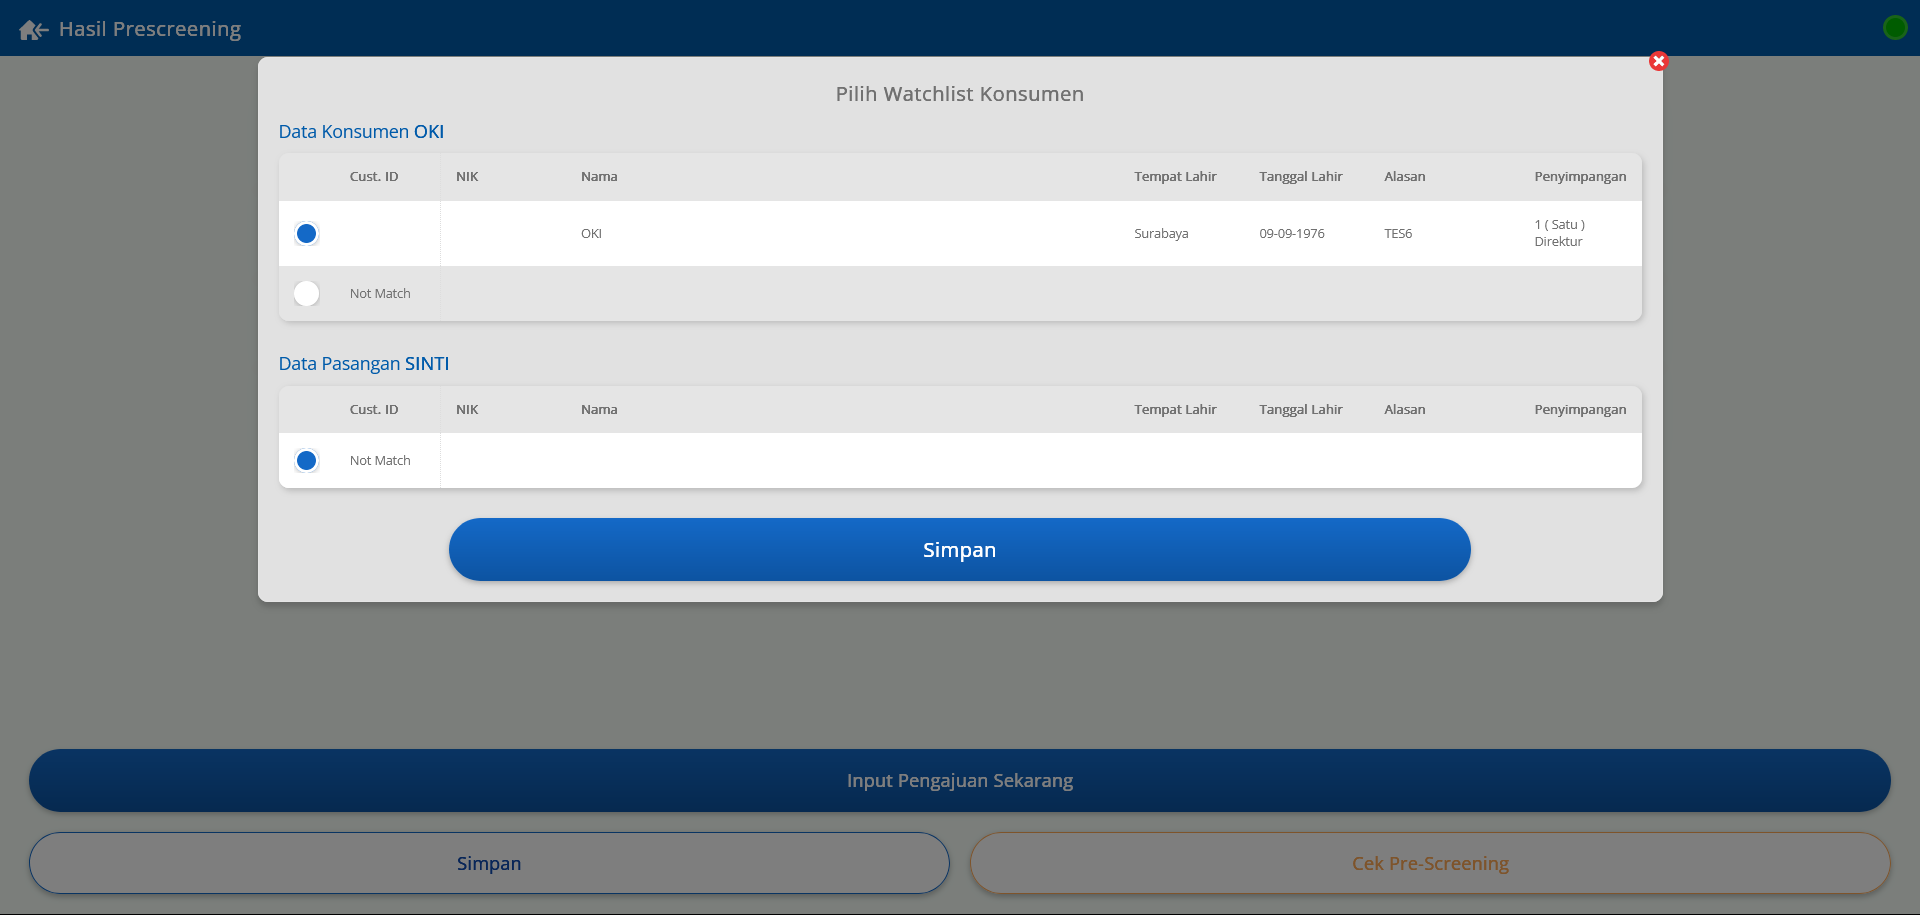 Hasil Prescreening
Pilih Watchlist Konsumen
Data Konsumen OKI
Cust. ID NIK Nama Tempat Lahir Tanggal Lahir Alasan Penyimpangan
OKI Surabaya 09-09-1976 TES6 1 ( Satu )
Direktur
Not Match
Data Pasangan SINTI
Cust. ID NIK Nama Tempat Lahir Tanggal Lahir Alasan Penyimpangan
Not Match
Simpan
Input Pengajuan Sekarang
Simpan Cek Pre-Screening